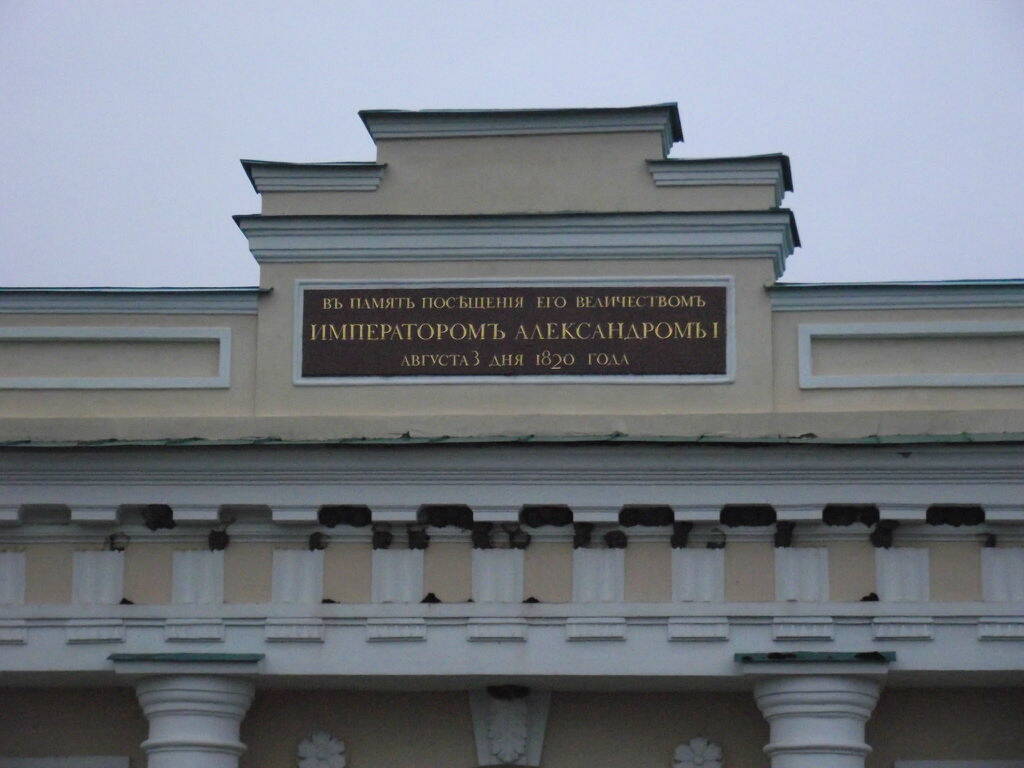 ВЪ ПАМЯТЬ ПОСѢЩЕНІЯ ЕГО ВЕЛИЧЕСТВОМЪ
ИМПЕРАТОРОМЪ АЛЕКСАНДРОМЪ I
АВГУСТА 3 ДНЯ 1820 ГОДА